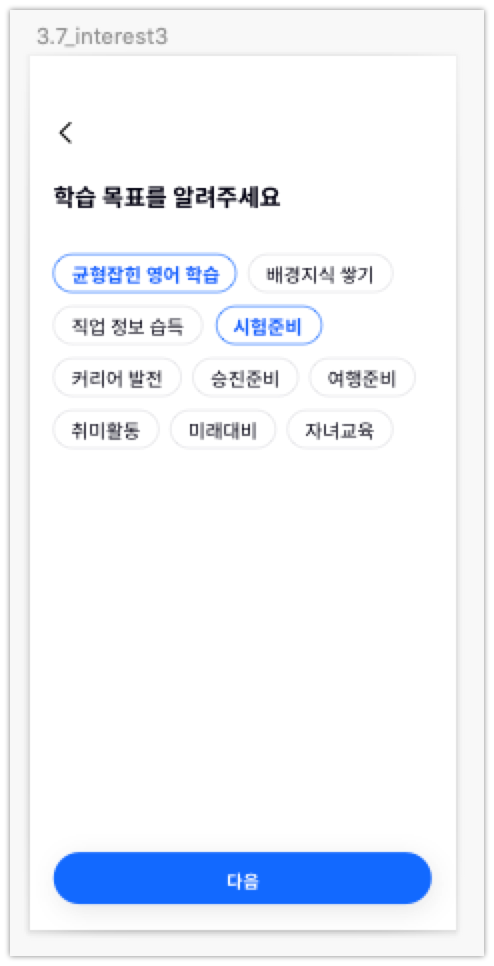 3.7_interest3
학습 목표를 알려주세요
균형잡힌 영어 학습 배경지식 쌓기
직업 정보 습득 시험준비
커리어 발전 승진준비 여행준비
취미활동 미래대비 자녀교육
다음